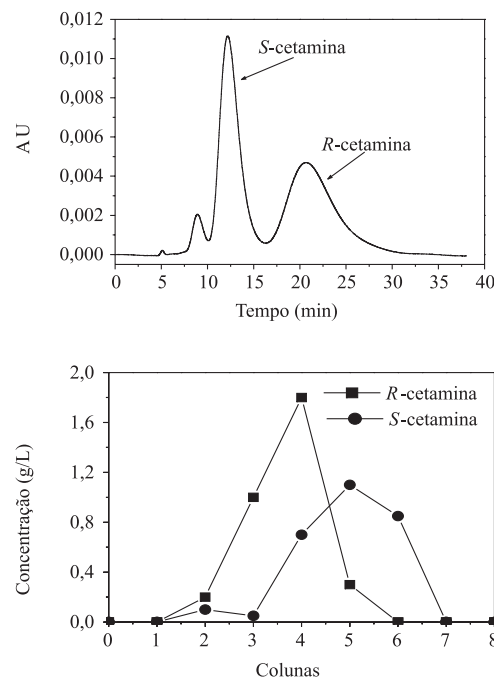 0,012
0,010
0,008
0,006
0,004
0,002
0,000
AU
S-cetamina
R-cetamina
0 5 10 15 20 25 30 35 40
Tempo (min)
2,0
1,6
1,2
0,8
0,4
0,0
Concentração (g/L)
R-cetamina
S-cetamina
0 1 2 3 4 5 6 7 8
Colunas